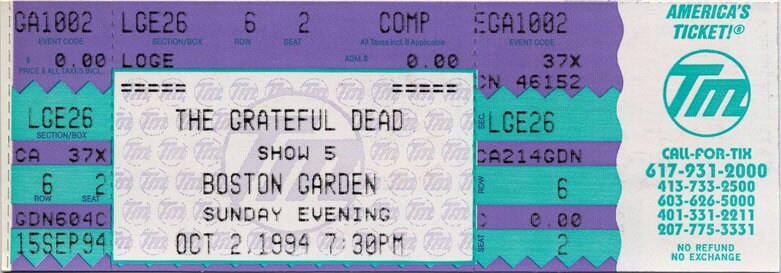 EGA1002 LGE26 6 2 COMP EGA1002
EVENT CODE SECTION/BOX ROW SEAT All Taxes Incl. If Applicable EVENT CODE
$ 0.00 LOGE ADM.$ 0.00 37X
PRICE & ALL TAXES INCL. CN 46152
LGE26
SECTION/BOX
CA 37X
6 2
ROW SEAT
GDN604C
15SEP94
===== =====
THE GRATEFUL DEAD
SHOW 5
BOSTON GARDEN
SUNDAY EVENING
OCT 2,1994 7:30PM
SEC. LGE26
CA214GDN
ROW 6
C 0.00
SEAT 2
AMERICA'S
TICKET!®
Tm
CALL-FOR-TIX
617-931-2000
413-733-2500
603-626-5000
401-331-2211
207-775-3331
NO REFUND
NO EXCHANGE